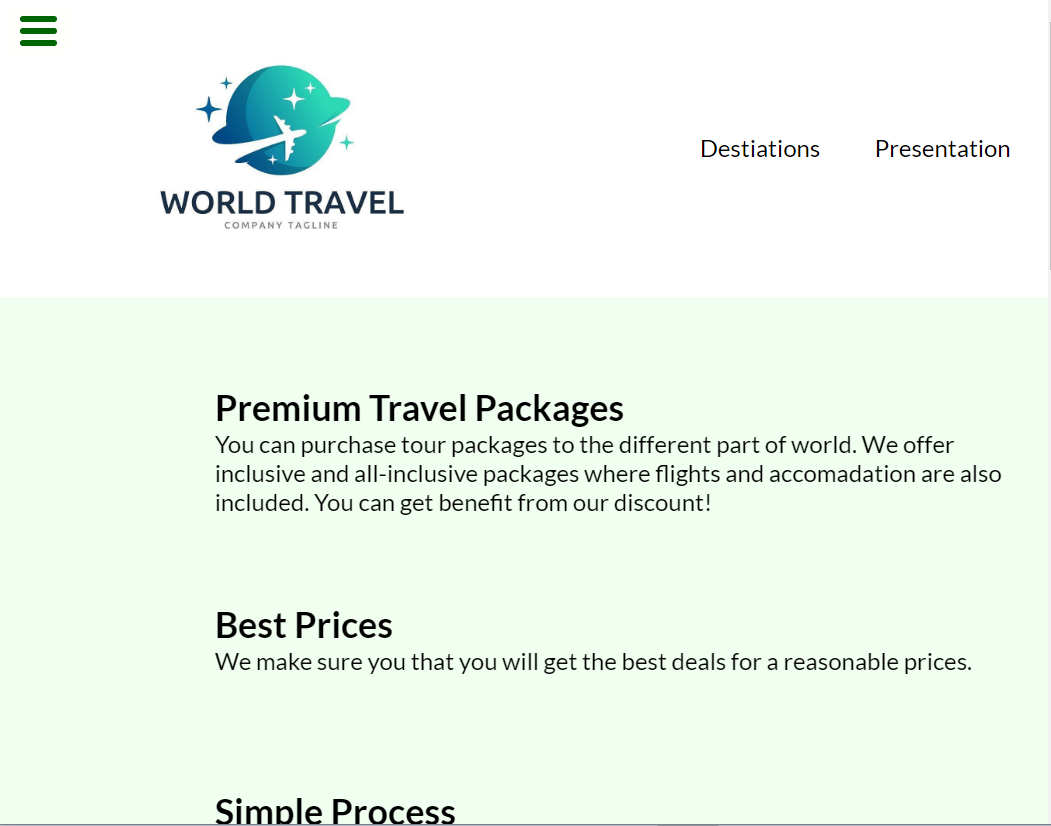 Destiations Presentation
WORLD TRAVEL
COMPANY TAGLINE
Premium Travel Packages
You can purchase tour packages to the different part of world. We offer
inclusive and all-inclusive packages where flights and accomadation are also
included. You can get benefit from our discount!
Best Prices
We make sure you that you will get the best deals for a reasonable prices.
Simple Process